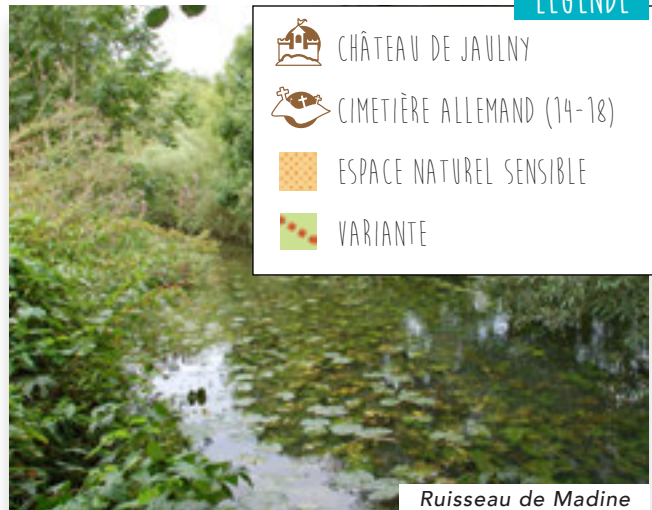 LÉGENDE
CHÂTEAU DE JAULNY
CIMETIÈRE ALLEMAND (14-18)
ESPACE NATUREL SENSIBLE
VARIANTE
Ruisseau de Madine